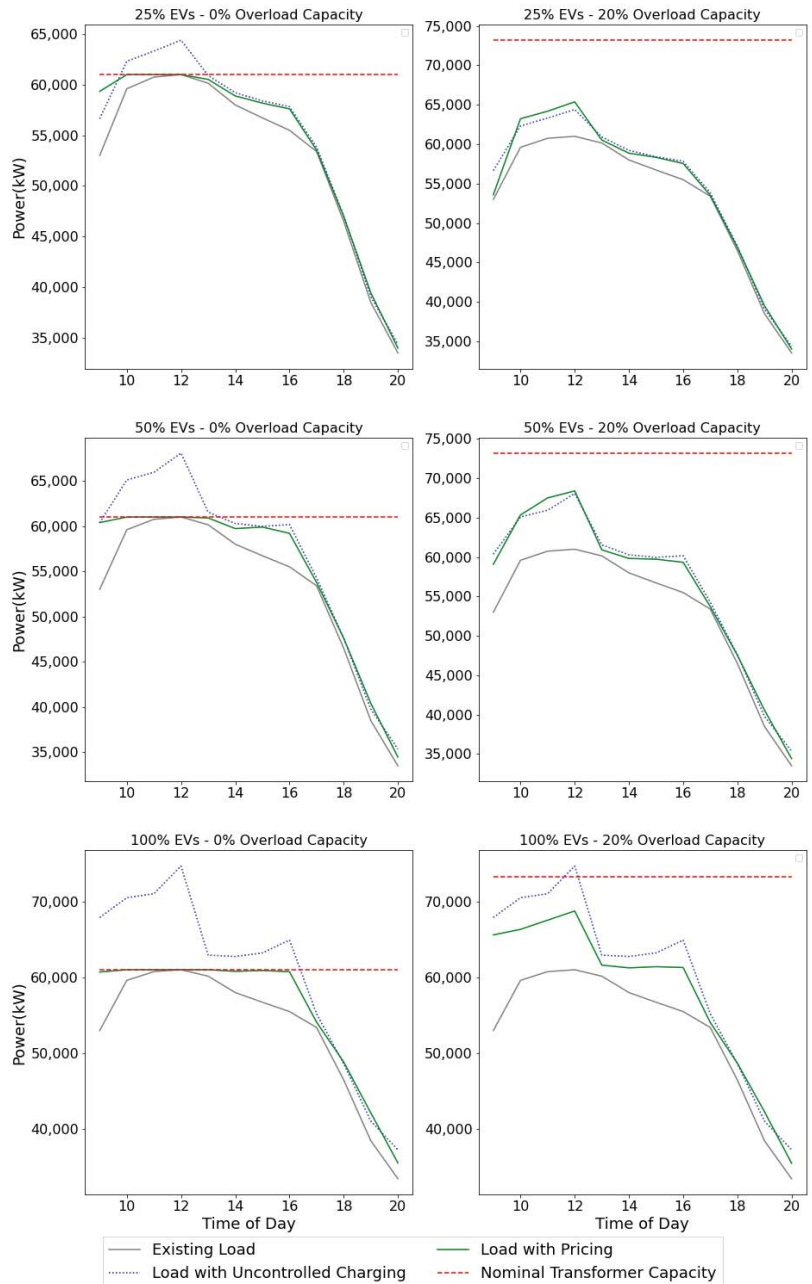 25% EVs - 0% Overload Capacity
65,000
60,000
55,000
50,000
45,000
40,000
35,000
Power(kW)
10 12 14 16 18 20
25% EVs - 20% Overload Capacity
75,000
70,000
65,000
60,000
55,000
50,000
45,000
40,000
35,000
10 12 14 16 18 20
50% EVs - 0% Overload Capacity
65,000
60,000
55,000
50,000
45,000
40,000
35,000
Power(kW)
10 12 14 16 18 20
50% EVs - 20% Overload Capacity
75,000
70,000
65,000
60,000
55,000
50,000
45,000
40,000
35,000
10 12 14 16 18 20
100% EVs - 0% Overload Capacity
70,000
60,000
50,000
40,000
Power(kW)
10 12 14 16 18 20
Time of Day
100% EVs - 20% Overload Capacity
70,000
60,000
50,000
40,000
10 12 14 16 18 20
Time of Day
Existing Load
Load with Uncontrolled Charging
Load with Pricing
Nominal Transformer Capacity